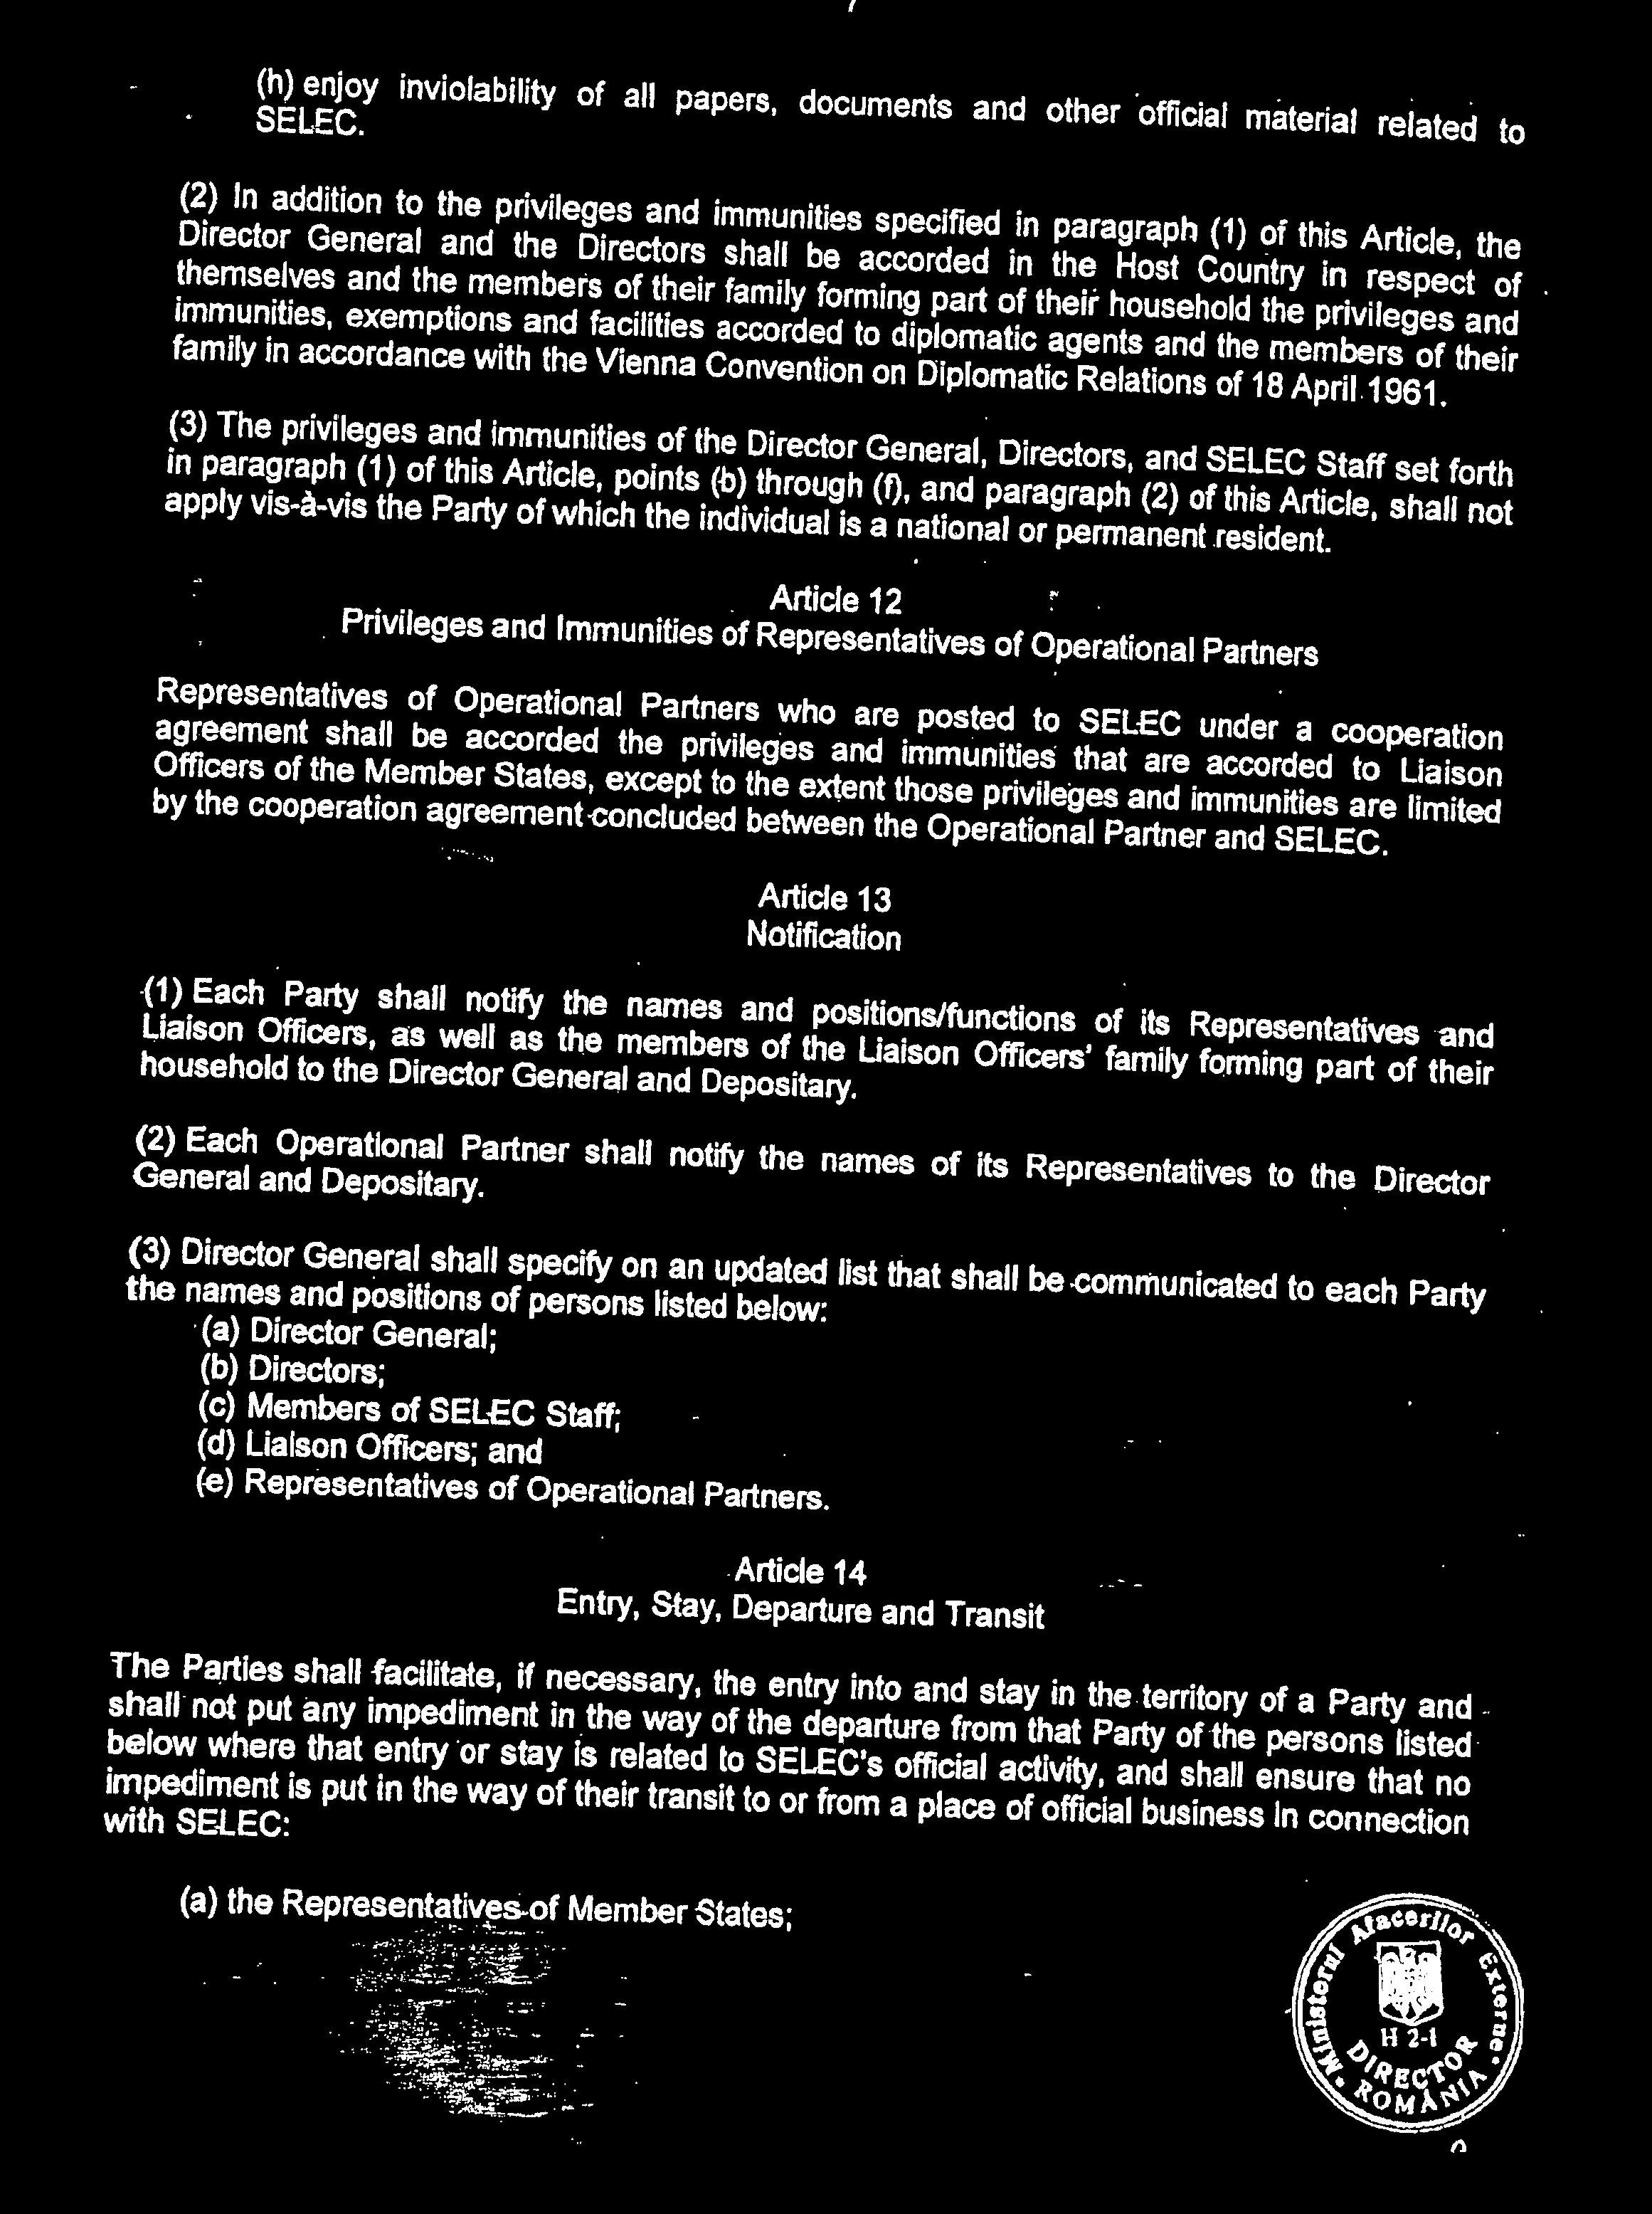 (h) enjoy inviolability of all papers, documents and other official material related to
SELEC.
(2) In addition to the privileges and immunities specified in paragraph (1) of this Article, the
Director General and the Directors shall be accorded in the Host Country in respect of
themselves and the members of their family forming part of their household the privileges and
immunities, exemptions and facilities accorded to diplomatic agents and the members of their
family in accordance with the Vienna Convention on Diplomatic Relations of 18 April 1961.
(3) The privileges and immunities of the Director General, Directors, and SELEC Staff set forth
in paragraph (1) of this Article, points (b) through (f), and paragraph (2) of this Article, shall not
apply vis-à-vis the Party of which the individual is a national or permanent resident.
Article 12
Privileges and Immunities of Representatives of Operational Partners
Representatives of Operational Partners who are posted to SELEC under a cooperation
agreement shall be accorded the privileges and immunities that are accorded to Liaison
Officers of the Member States, except to the extent those privileges and immunities are limited
by the cooperation agreement concluded between the Operational Partner and SELEC.
Article 13
Notification
(1) Each Party shall notify the names and positions/functions of its Representatives and
Liaison Officers, as well as the members of the Liaison Officers' family forming part of their
household to the Director General and Depositary.
(2) Each Operational Partner shall notify the names of its Representatives to the Director
General and Depositary.
(3) Director General shall specify on an updated list that shall be communicated to each Party
the names and positions of persons listed below:
(a) Director General;
(b) Directors;
(c) Members of SELEC Staff;
(d) Liaison Officers; and
(e) Representatives of Operational Partners.
Article 14
Entry, Stay, Departure and Transit
The Parties shall facilitate, if necessary, the entry into and stay in the territory of a Party and
shall not put any impediment in the way of the departure from that Party of the persons listed
below where that entry or stay is related to SELEC's official activity, and shall ensure that no
impediment is put in the way of their transit to or from a place of official business in connection
with SELEC:
(a) the Representatives of Member States;
Ministerul Afacerilor Externe
H 2-1
DIRECTOR
ROMÂNIA